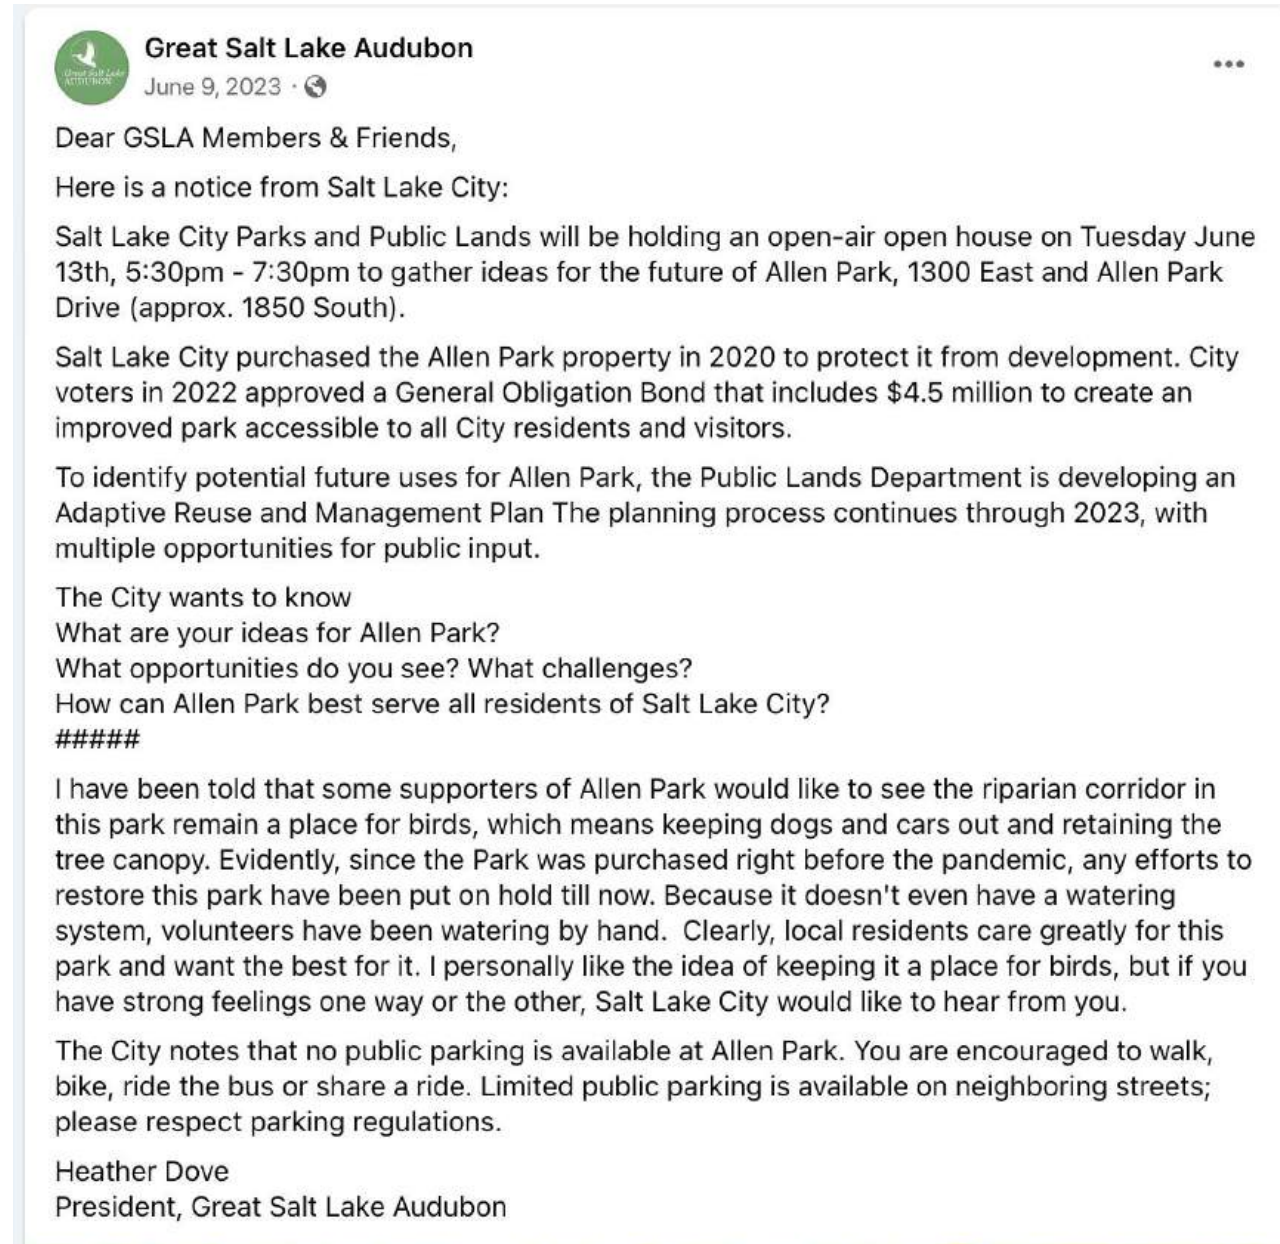 Great Salt Lake Audubon
June 9, 2023 ·
Great Salt Lake
AUDUBON
Dear GSLA Members & Friends,
Here is a notice from Salt Lake City:
Salt Lake City Parks and Public Lands will be holding an open-air open house on Tuesday June
13th, 5:30pm - 7:30pm to gather ideas for the future of Allen Park, 1300 East and Allen Park
Drive (approx. 1850 South).
Salt Lake City purchased the Allen Park property in 2020 to protect it from development. City
voters in 2022 approved a General Obligation Bond that includes $4.5 million to create an
improved park accessible to all City residents and visitors.
To identify potential future uses for Allen Park, the Public Lands Department is developing an
Adaptive Reuse and Management Plan The planning process continues through 2023, with
multiple opportunities for public input.
The City wants to know
What are your ideas for Allen Park?
What opportunities do you see? What challenges?
How can Allen Park best serve all residents of Salt Lake City?
#####
I have been told that some supporters of Allen Park would like to see the riparian corridor in
this park remain a place for birds, which means keeping dogs and cars out and retaining the
tree canopy. Evidently, since the Park was purchased right before the pandemic, any efforts to
restore this park have been put on hold till now. Because it doesn't even have a watering
system, volunteers have been watering by hand.  Clearly, local residents care greatly for this
park and want the best for it. I personally like the idea of keeping it a place for birds, but if you
have strong feelings one way or the other, Salt Lake City would like to hear from you.
The City notes that no public parking is available at Allen Park. You are encouraged to walk,
bike, ride the bus or share a ride. Limited public parking is available on neighboring streets;
please respect parking regulations.
Heather Dove
President, Great Salt Lake Audubon